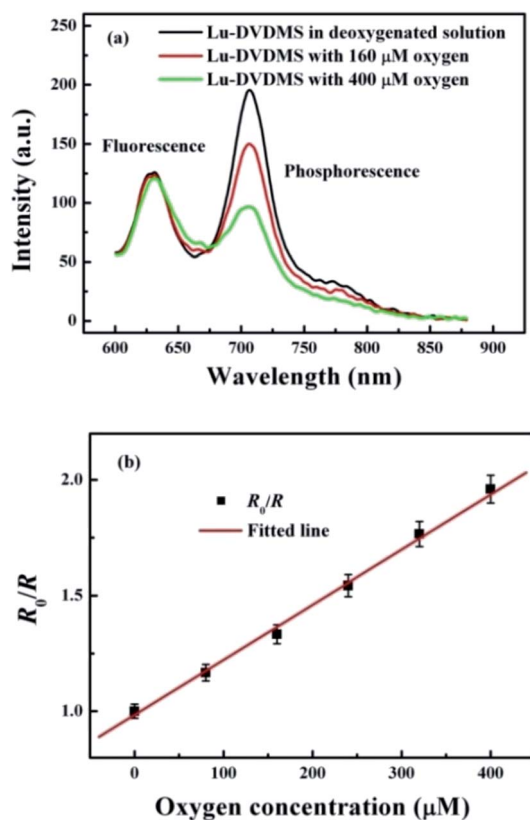 (a)
Lu-DVDMS in deoxygenated solution
Lu-DVDMS with 160 μM oxygen
Lu-DVDMS with 400 μM oxygen
Fluorescence
Phosphorescence
Intensity (a.u.)
250
200
150
100
50
0
600 650 700 750 800 850 900
Wavelength (nm)
(b)
R₀/R
Fitted line
R₀/R
2.0
1.5
1.0
0 100 200 300 400
Oxygen concentration (μM)